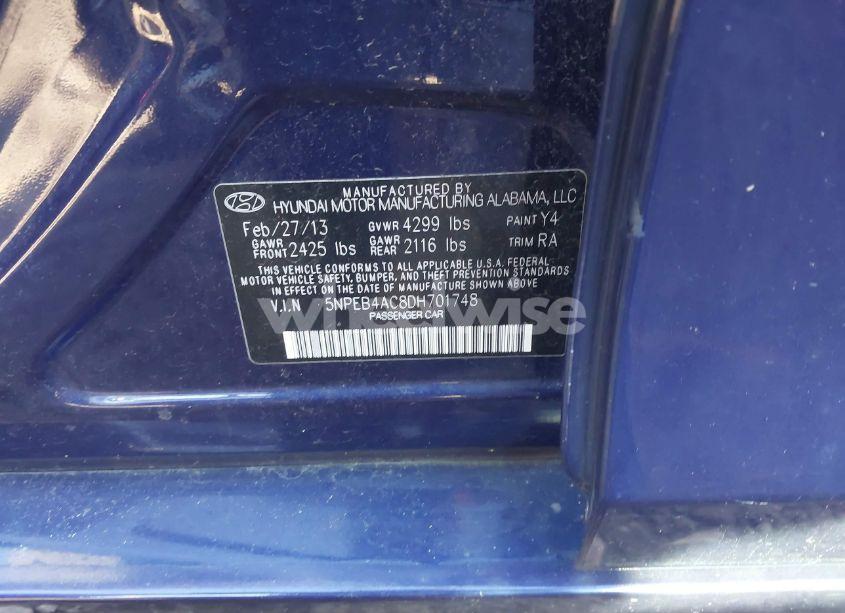 MANUFACTURED BY
HYUNDAI MOTOR MANUFACTURING ALABAMA, LLC
Feb/27/13 GVWR 4299 lbs PAINT Y4
GAWR FRONT 2425 lbs GAWR REAR 2116 lbs TRIM RA
THIS VEHICLE CONFORMS TO ALL APPLICABLE U.S.A. FEDERAL
MOTOR VEHICLE SAFETY, BUMPER, AND THEFT PREVENTION STANDARDS
IN EFFECT ON THE DATE OF MANUFACTURE SHOWN ABOVE
V.I.N 5NPEB4AC8DH701748
PASSENGER CAR
wheelwise